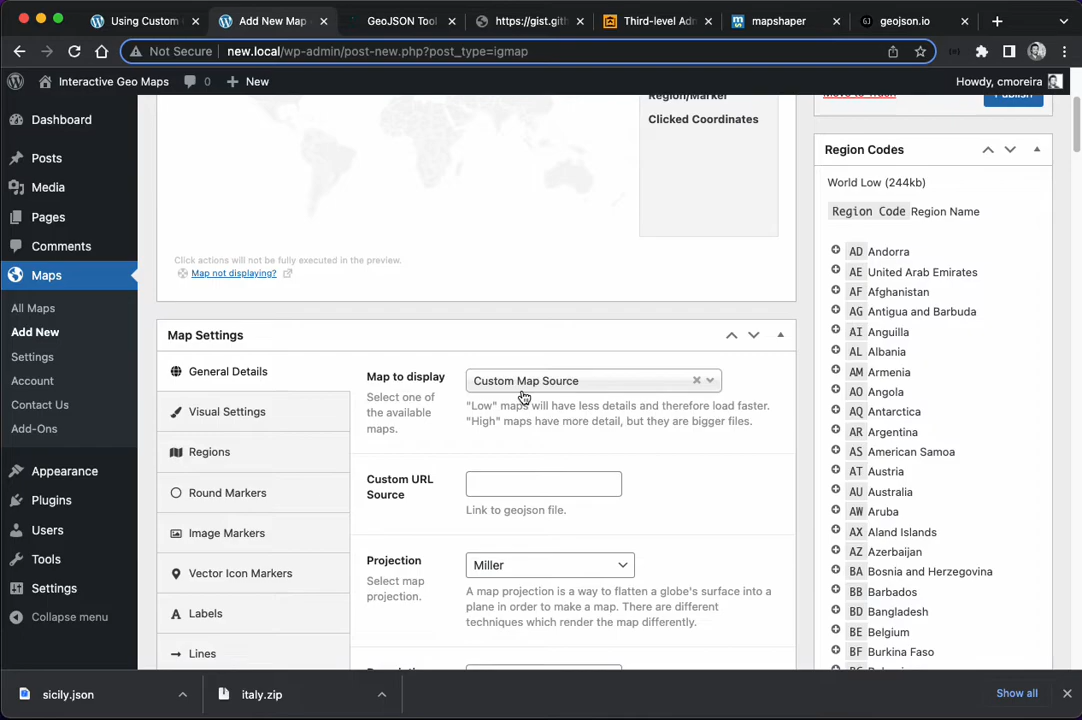 Using Custom
Add New Map
GeoJSON Tool
https://gist.git
Third-level Adm
mapshaper
geojson.io
Not Secure
new.local/wp-admin/post-new.php?post_type=igmap
Interactive Geo Maps
0
New
Howdy, cmoreira
Dashboard
Posts
Media
Pages
Comments
Maps
All Maps
Add New
Settings
Account
Contact Us
Add-Ons
Appearance
Plugins
Users
Tools
Settings
Collapse menu
Region/Marker
Clicked Coordinates
Click actions will not be fully executed in the preview.
Map not displaying?
Map Settings
General Details
Visual Settings
Regions
Round Markers
Image Markers
Vector Icon Markers
Labels
Lines
Map to display
Select one of
the available
maps.
Custom Map Source
"Low" maps will have less details and therefore load faster.
"High" maps have more detail, but they are bigger files.
Custom URL
Source
Link to geojson file.
Projection
Select map
projection.
Miller
A map projection is a way to flatten a globe's surface into a
plane in order to make a map. There are different
techniques which render the map differently.
Move to Trash
Publish
Region Codes
World Low (244kb)
Region Code Region Name
AD Andorra
AE United Arab Emirates
AF Afghanistan
AG Antigua and Barbuda
AI Anguilla
AL Albania
AM Armenia
AO Angola
AQ Antarctica
AR Argentina
AS American Samoa
AT Austria
AU Australia
AW Aruba
AX Aland Islands
AZ Azerbaijan
BA Bosnia and Herzegovina
BB Barbados
BD Bangladesh
BE Belgium
BF Burkina Faso
sicily.json
italy.zip
Show all